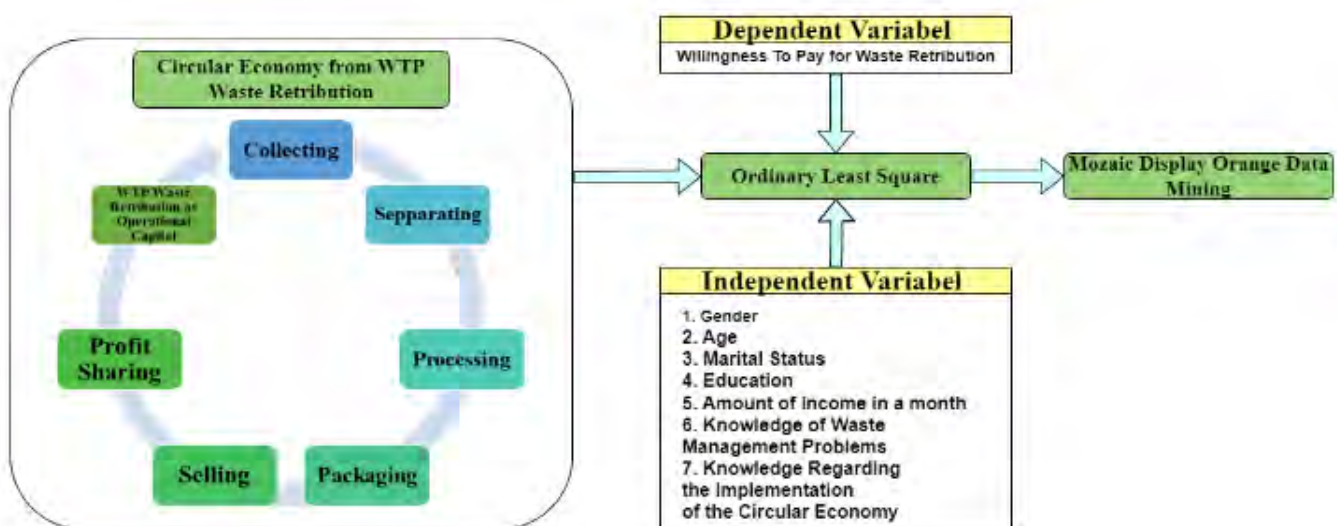 Circular Economy from WTP
Waste Retribution
Collecting
Sepparating
Processing
Packaging
Selling
Profit
Sharing
WTP Waste
Retribution as
Operational
Capital
Dependent Variabel
Willingness To Pay for Waste Retribution
Ordinary Least Square
Mozaic Display Orange Data
Mining
Independent Variabel
1. Gender
2. Age
3. Marital Status
4. Education
5. Amount of income in a month
6. Knowledge of Waste
Management Problems
7. Knowledge Regarding
the Implementation
of the Circular Economy